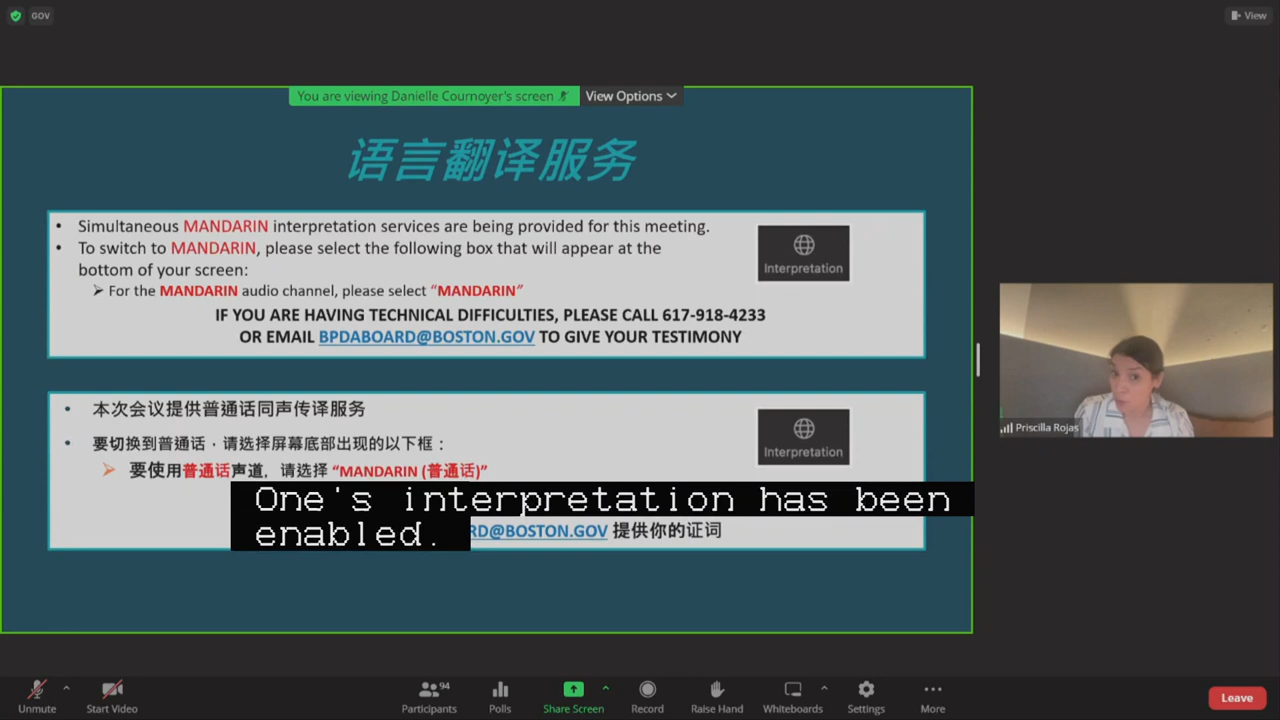 GOV
View
You are viewing Danielle Cournoyer's screen
View Options
语言翻译服务
• Simultaneous MANDARIN interpretation services are being provided for this meeting.
• To switch to MANDARIN, please select the following box that will appear at the
bottom of your screen:
➢ For the MANDARIN audio channel, please select “MANDARIN”
IF YOU ARE HAVING TECHNICAL DIFFICULTIES, PLEASE CALL 617-918-4233
OR EMAIL BPDABOARD@BOSTON.GOV TO GIVE YOUR TESTIMONY
Interpretation
• 本次会议提供普通话同声传译服务
• 要切换到普通话，请选择屏幕底部出现的以下框：
➢ 要使用普通话声道，请选择 “MANDARIN (普通话)”
Interpretation
RD@BOSTON.GOV 提供你的证词
One's interpretation has been
enabled.
Priscilla Rojas
Unmute
Start Video
Participants
94
Polls
Share Screen
Record
Raise Hand
Whiteboards
Settings
More
Leave